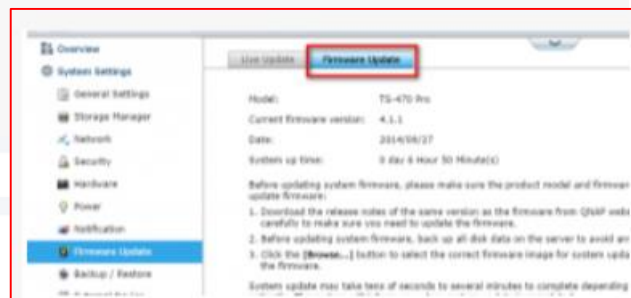 Overview
System Settings
General Settings
Storage Manager
Network
Security
Hardware
Power
Notification
Firmware Update
Backup / Restore
Live Update
Firmware Update
Model: TS-470 Pro
Current firmware version: 4.1.1
Date: 2014/09/27
System up time: 0 day 6 Hour 50 Minute(s)
Before updating system firmware, please make sure the product model and firmwar
update firmware:
1. Download the release notes of the same version as the firmware from QNAP webs
carefully to make sure you need to update the firmware.
2. Before updating system firmware, back up all disk data on the server to avoid
3. Click the [Browse...] button to select the correct firmware image for system upda
the firmware.
System update may take tens of seconds to several minutes to complete depending